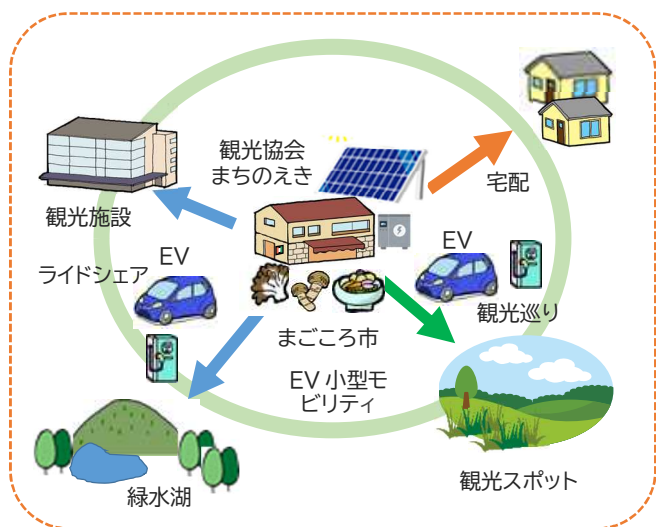 観光協会
まちのえき
宅配
観光施設
ライドシェア
EV
EV
観光巡り
まごころ市
EV 小型モ
ビリティ
観光スポット
緑水湖